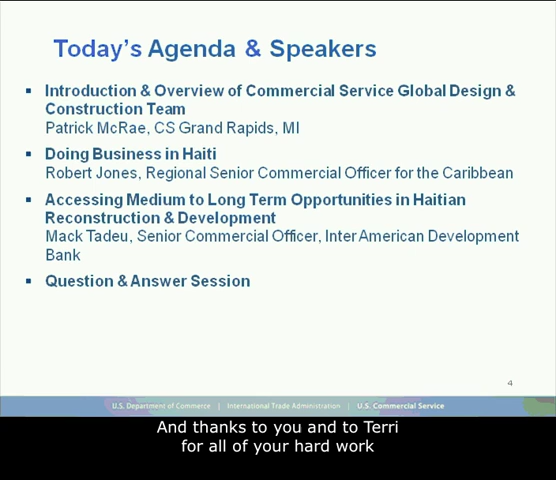 Today's Agenda & Speakers
▪ Introduction & Overview of Commercial Service Global Design &
Construction Team
Patrick McRae, CS Grand Rapids, MI
▪ Doing Business in Haiti
Robert Jones, Regional Senior Commercial Officer for the Caribbean
▪ Accessing Medium to Long Term Opportunities in Haitian
Reconstruction & Development
Mack Tadeu, Senior Commercial Officer, InterAmerican Development
Bank
▪ Question & Answer Session
4
U.S. Department of Commerce | International Trade Administration | U.S. Commercial Service
And thanks to you and to Terri
for all of your hard work